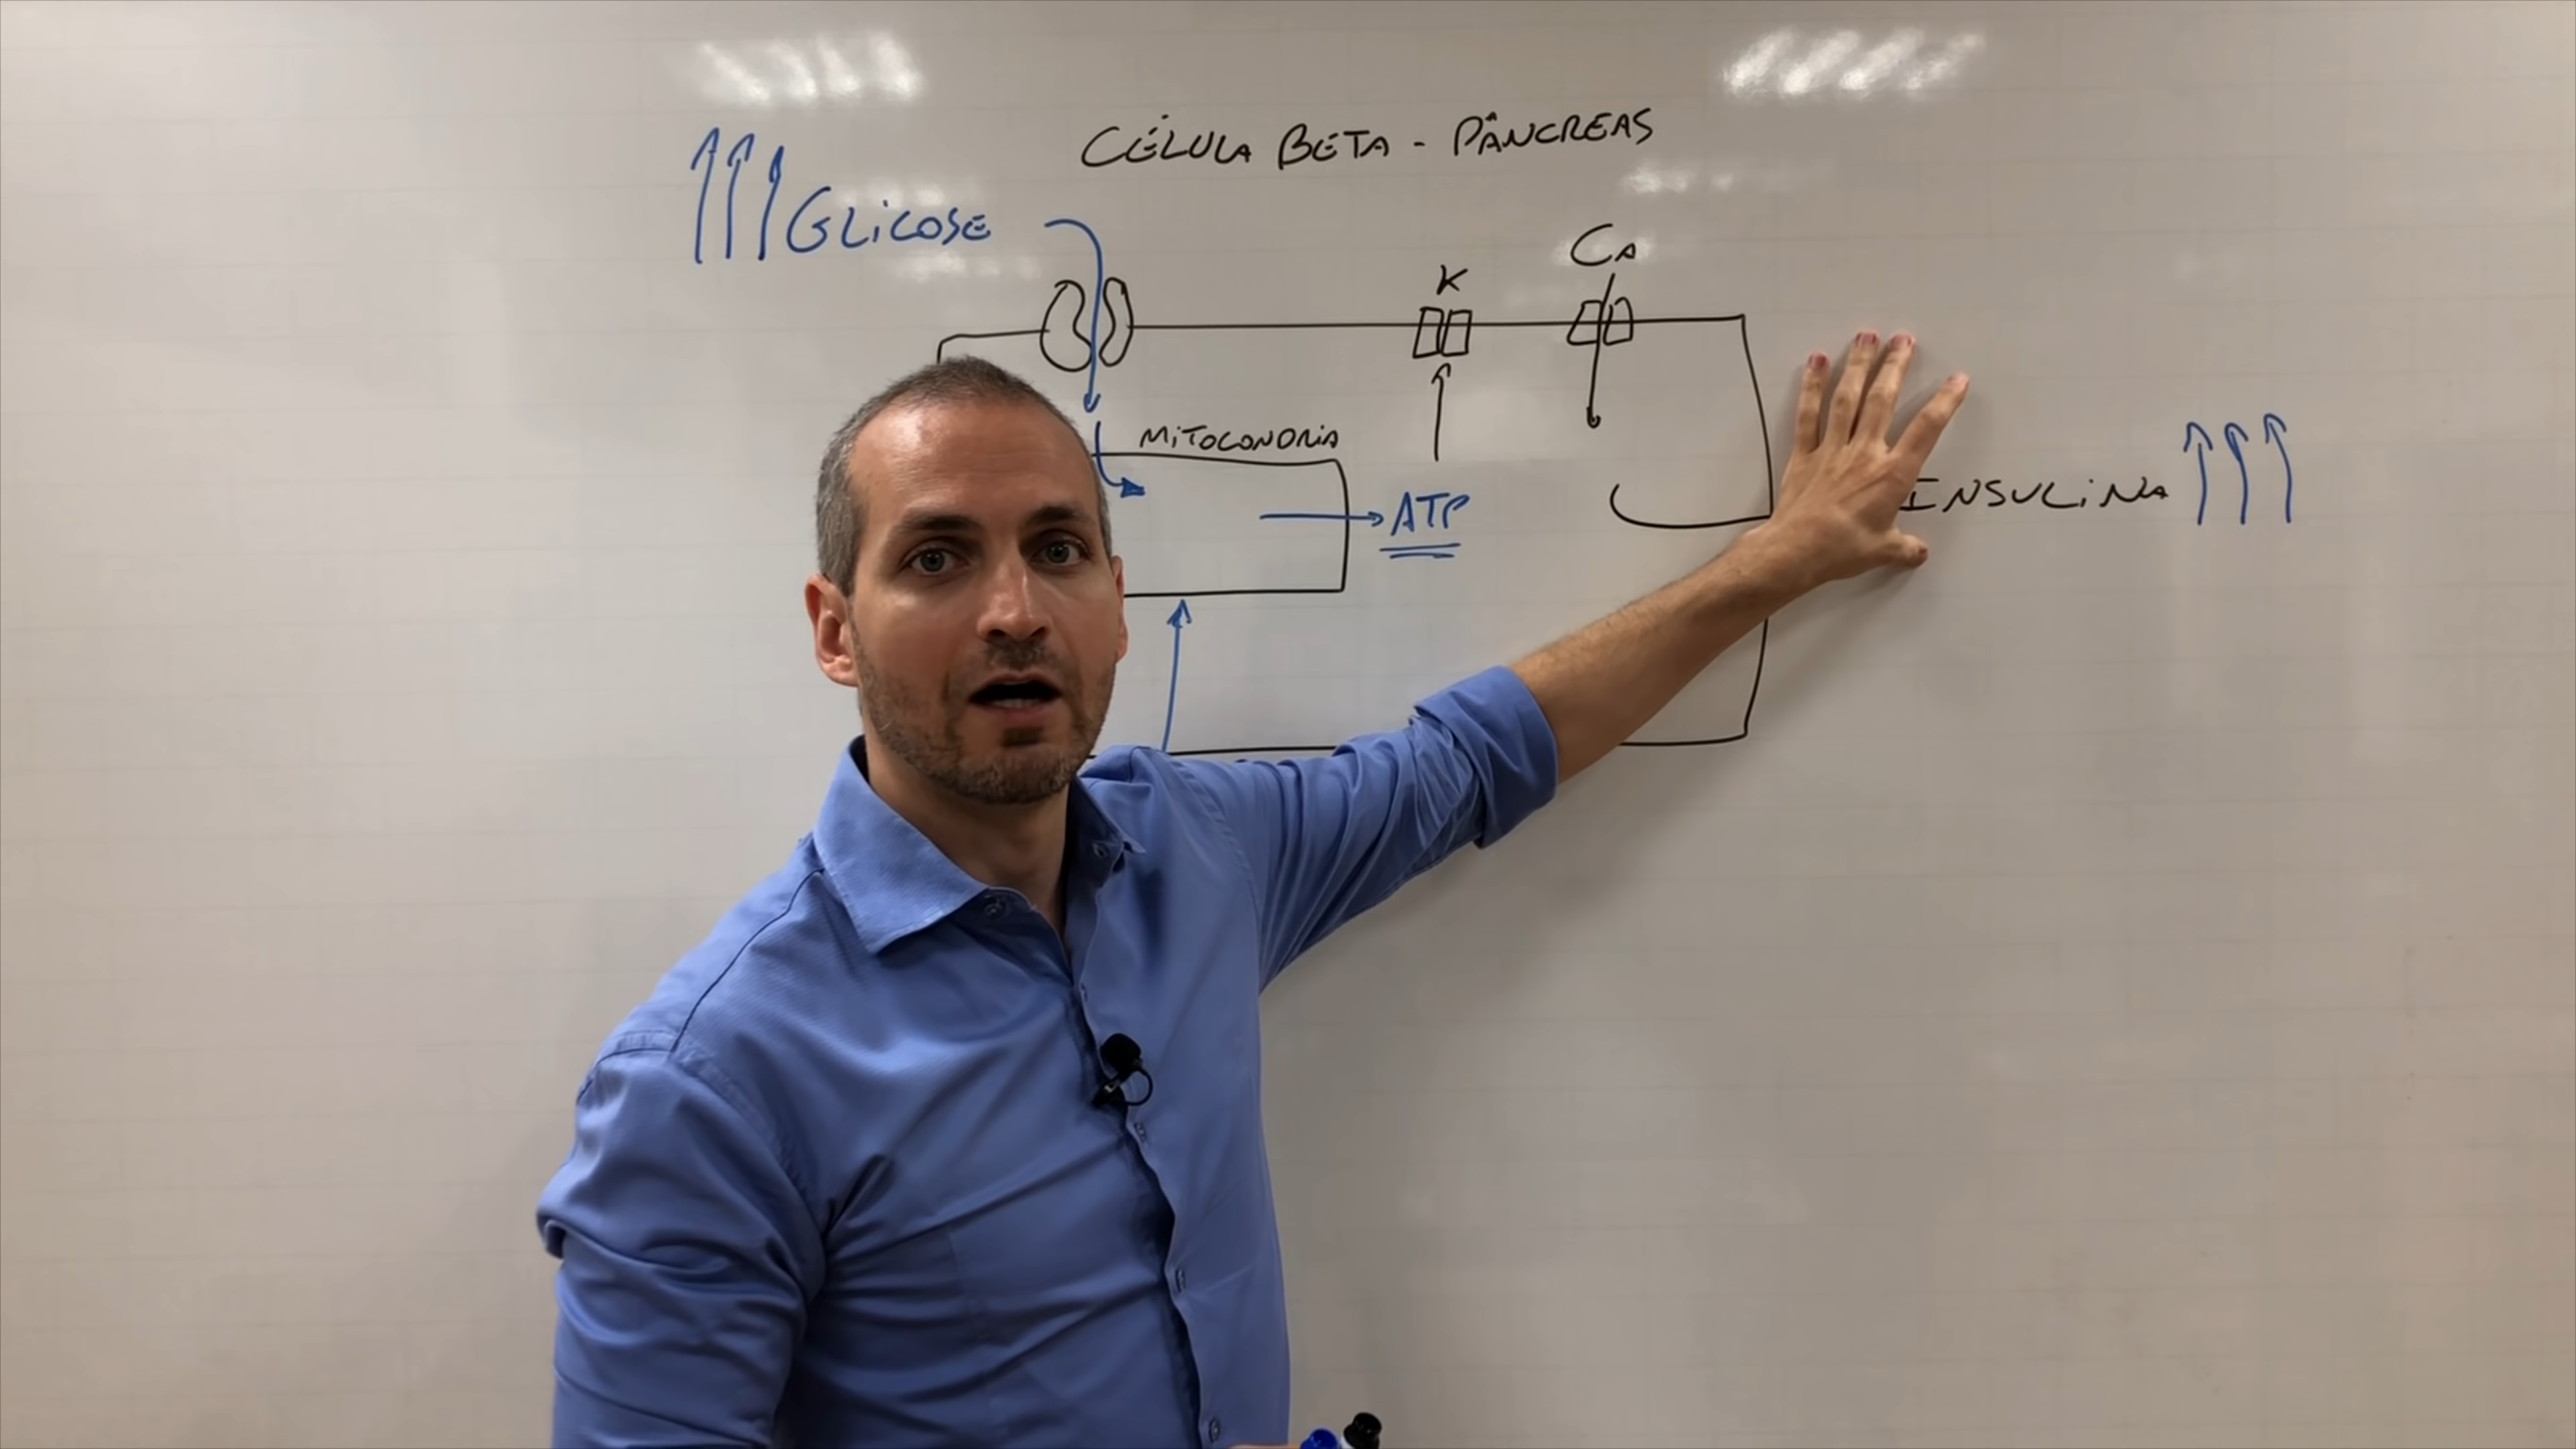 CÉLULA BETA - PÂNCREAS
GLICOSE
K
CA
MITOCONDRIA
ATP
INSULINA